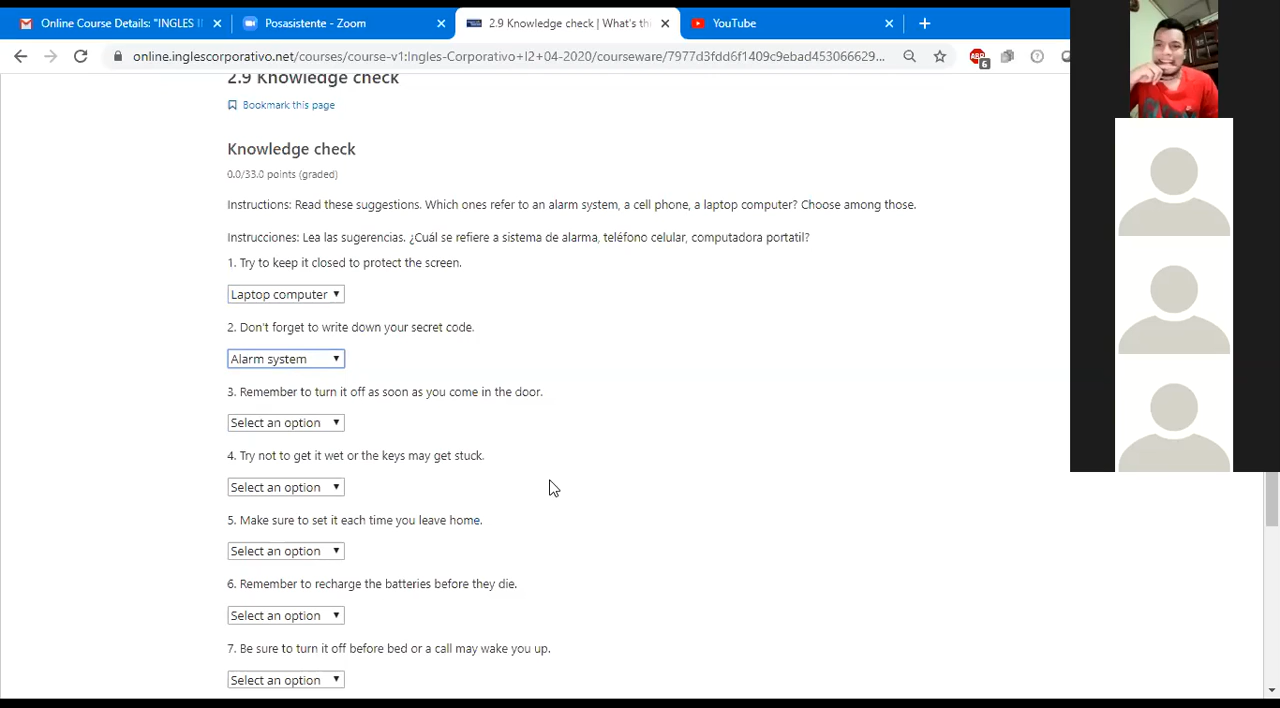 Online Course Details: "INGLES I
Posasistente - Zoom
2.9 Knowledge check | What's th
YouTube
online.inglescorporativo.net/courses/course-v1:Ingles-Corporativo+I2+04-2020/courseware/7977d3fdd6f1409c9ebad453066629...
ABP
6
2.9 Knowledge check
Bookmark this page
Knowledge check
0.0/33.0 points (graded)
Instructions: Read these suggestions. Which ones refer to an alarm system, a cell phone, a laptop computer? Choose among those.
Instrucciones: Lea las sugerencias. ¿Cuál se refiere a sistema de alarma, teléfono celular, computadora portatil?
1. Try to keep it closed to protect the screen.
Laptop computer
2. Don't forget to write down your secret code.
Alarm system
3. Remember to turn it off as soon as you come in the door.
Select an option
4. Try not to get it wet or the keys may get stuck.
Select an option
5. Make sure to set it each time you leave home.
Select an option
6. Remember to recharge the batteries before they die.
Select an option
7. Be sure to turn it off before bed or a call may wake you up.
Select an option